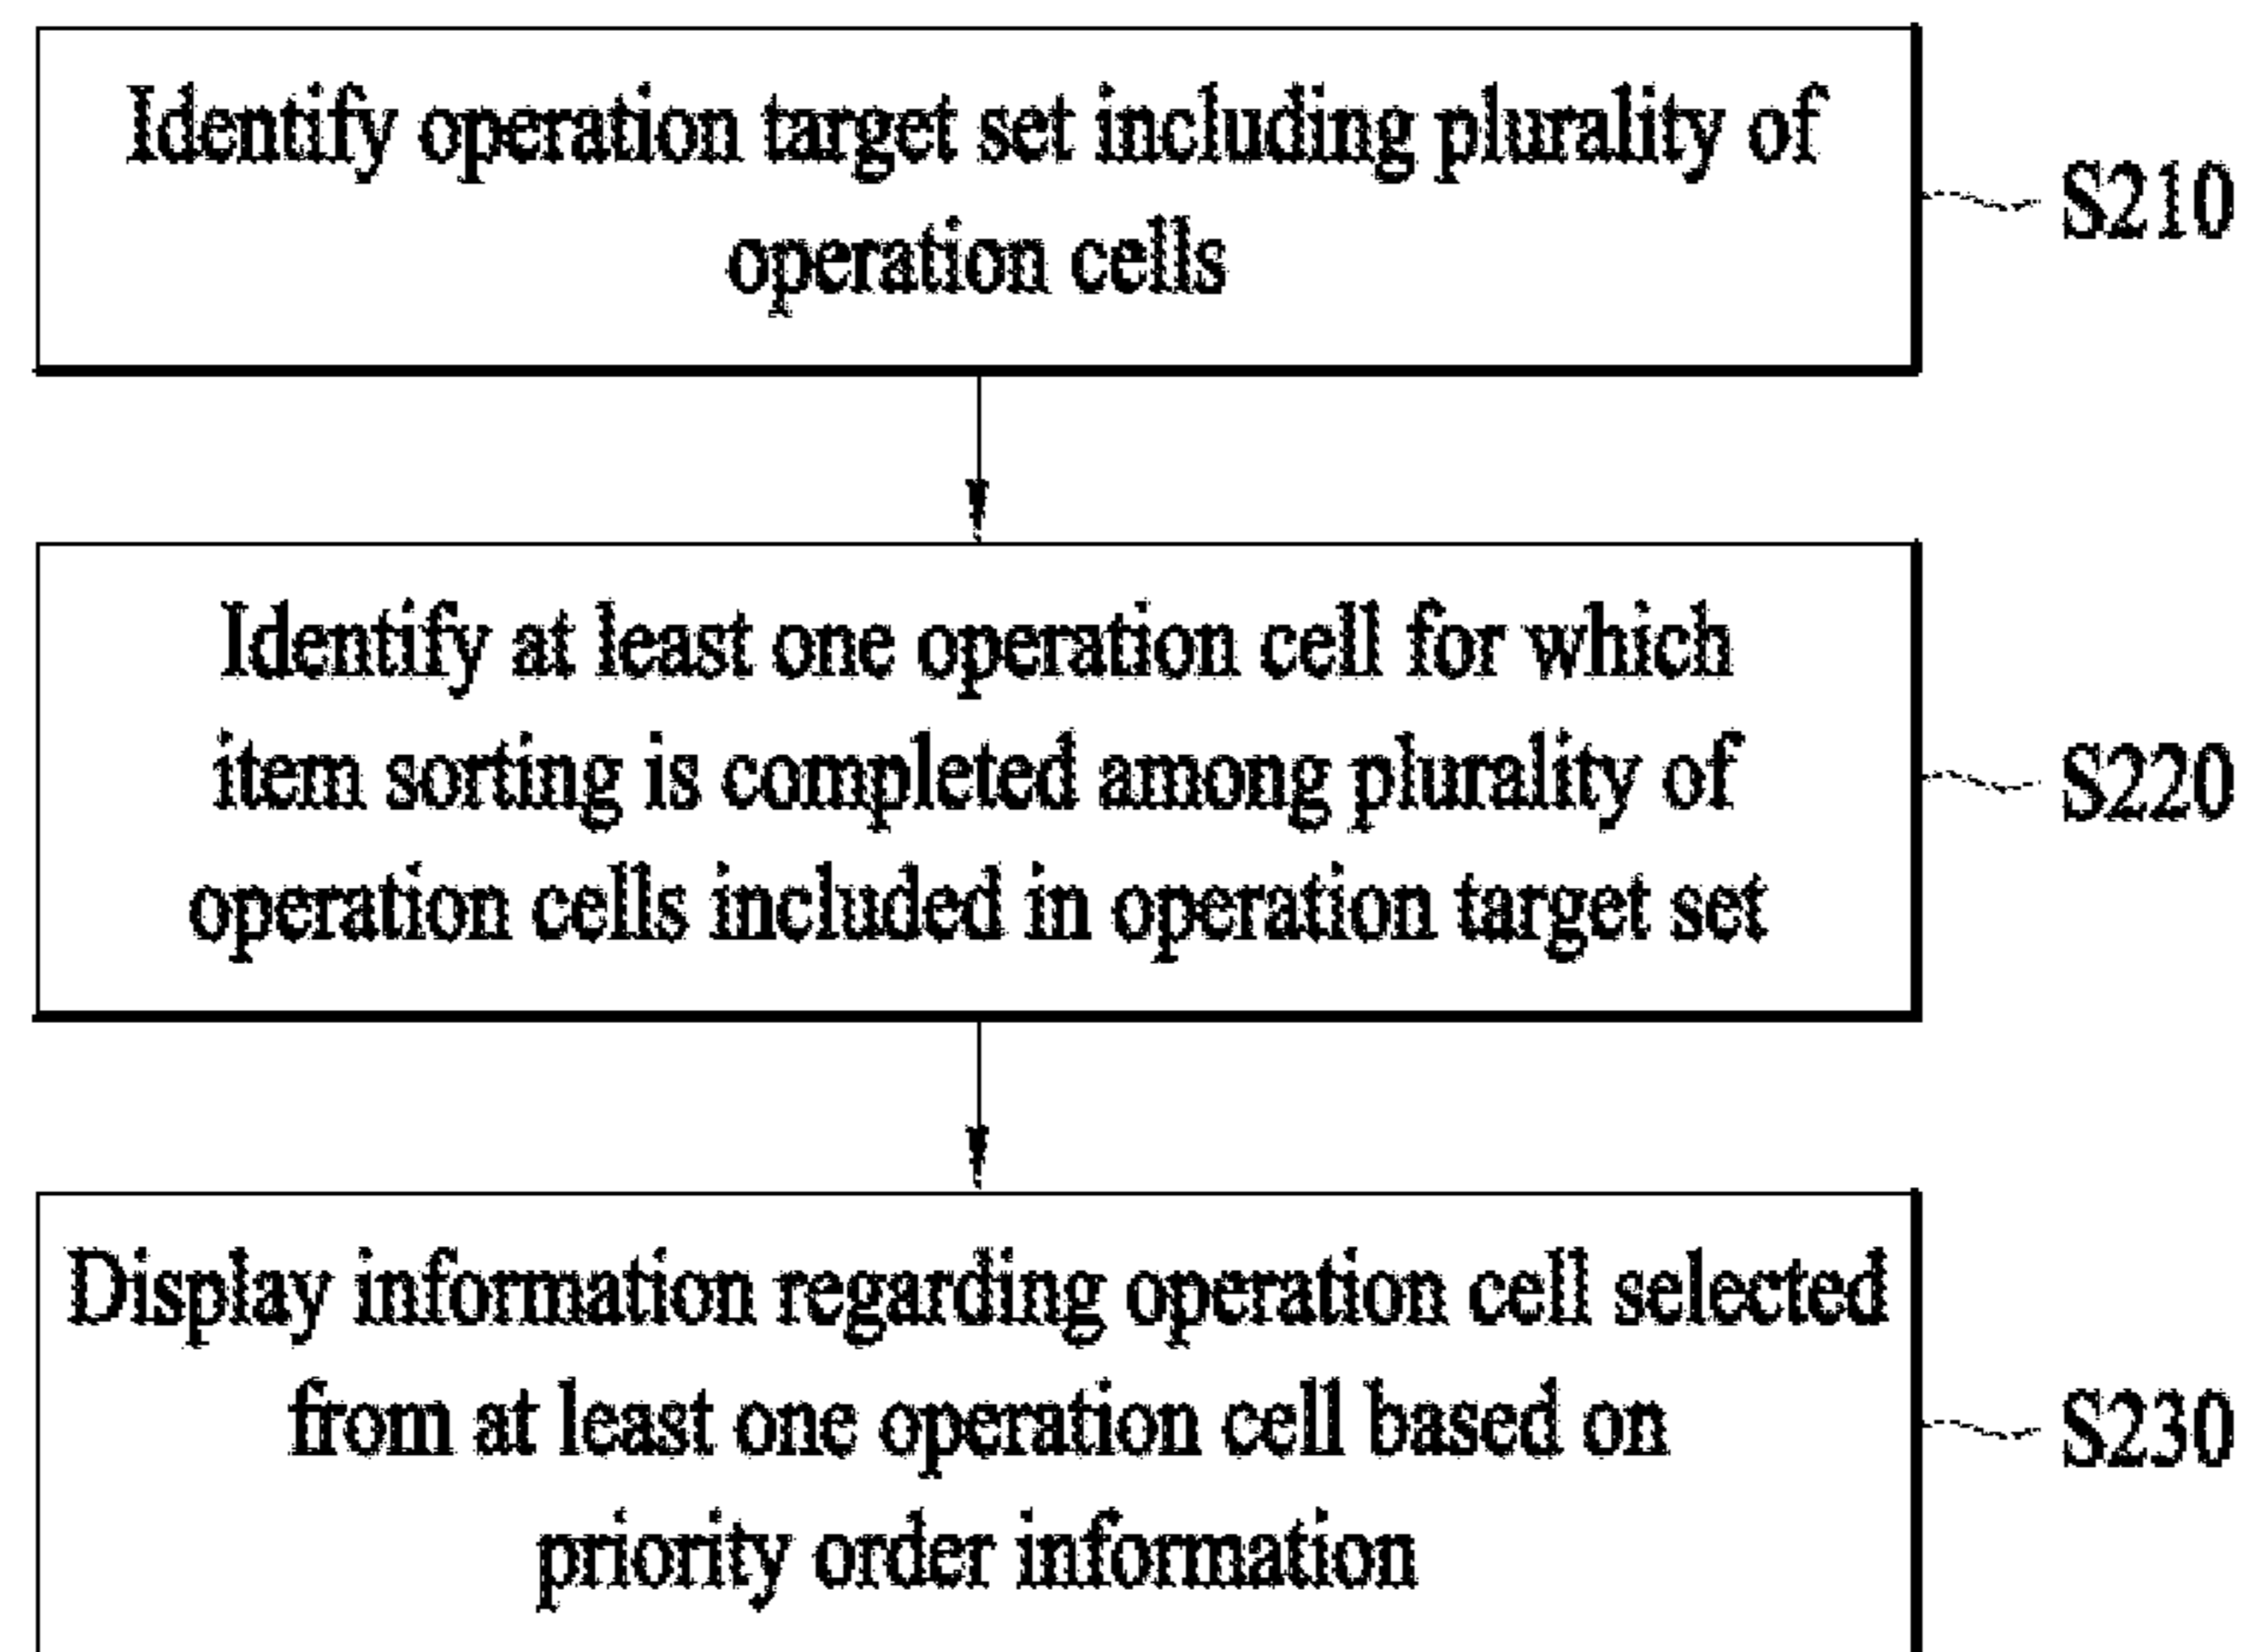 Identify operation target set including plurality of
operation cells
S210
Identify at least one operation cell for which
item sorting is completed among plurality of
operation cells included in operation target set
S220
Display information regarding operation cell selected
from at least one operation cell based on
priority order information
S230